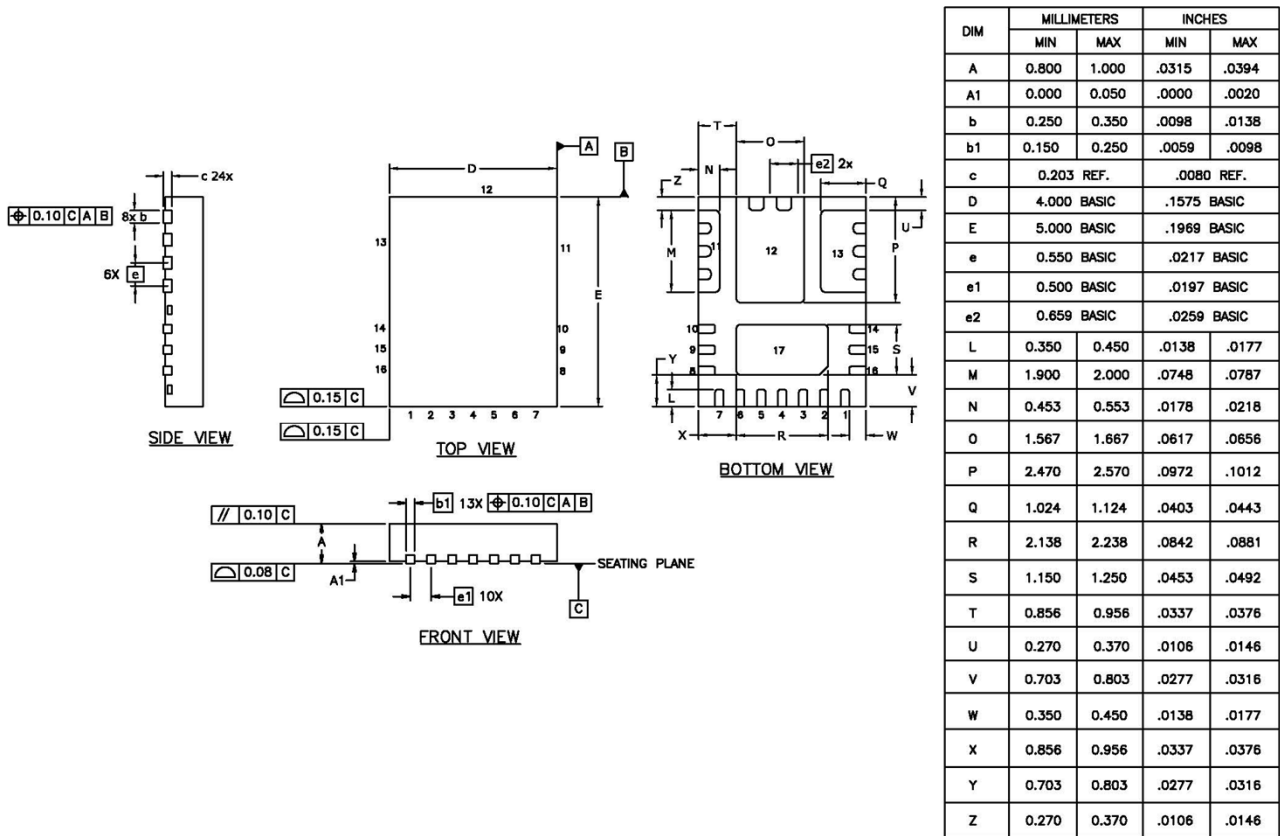 c 24x
⌖ 0.10 C A B
8x b
6X e
SIDE VIEW
D
A
B
12
13
11
E
14
10
15
9
16
8
⌓ 0.15 C
⌓ 0.15 C
1 2 3 4 5 6 7
TOP VIEW
T
O
N
e2 2x
Z
Q
U
M
11
12
13
P
10
14
9
17
15
S
8
16
Y
L
V
7 6 5 4 3 2 1
X
R
W
BOTTOM VIEW
b1 13X ⌖ 0.10 C A B
// 0.10 C
A
⌓ 0.08 C
A1
SEATING PLANE
e1 10X
C
FRONT VIEW
DIM MILLIMETERS INCHES
MIN MAX MIN MAX
A 0.800 1.000 .0315 .0394
A1 0.000 0.050 .0000 .0020
b 0.250 0.350 .0098 .0138
b1 0.150 0.250 .0059 .0098
c 0.203 REF. .0080 REF.
D 4.000 BASIC .1575 BASIC
E 5.000 BASIC .1969 BASIC
e 0.550 BASIC .0217 BASIC
e1 0.500 BASIC .0197 BASIC
e2 0.659 BASIC .0259 BASIC
L 0.350 0.450 .0138 .0177
M 1.900 2.000 .0748 .0787
N 0.453 0.553 .0178 .0218
O 1.567 1.667 .0617 .0656
P 2.470 2.570 .0972 .1012
Q 1.024 1.124 .0403 .0443
R 2.138 2.238 .0842 .0881
S 1.150 1.250 .0453 .0492
T 0.856 0.956 .0337 .0376
U 0.270 0.370 .0106 .0146
V 0.703 0.803 .0277 .0316
W 0.350 0.450 .0138 .0177
X 0.856 0.956 .0337 .0376
Y 0.703 0.803 .0277 .0316
Z 0.270 0.370 .0106 .0146